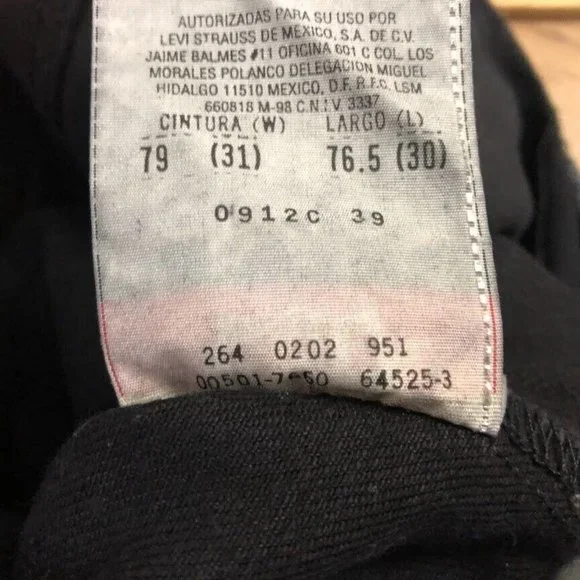 AUTORIZADAS PARA SU USO POR
LEVI STRAUSS DE MEXICO, S.A. DE C.V.
JAIME BALMES #11 OFICINA 601 C COL. LOS
MORALES POLANCO DELEGACION MIGUEL
HIDALGO 11510 MEXICO, D.F. R.F.C. LSM
660818 M-98 C.N.I.V. 3337
CINTURA (W) LARGO (L)
79 (31) 76.5 (30)
0912C 39
264 0202 951
64525-3